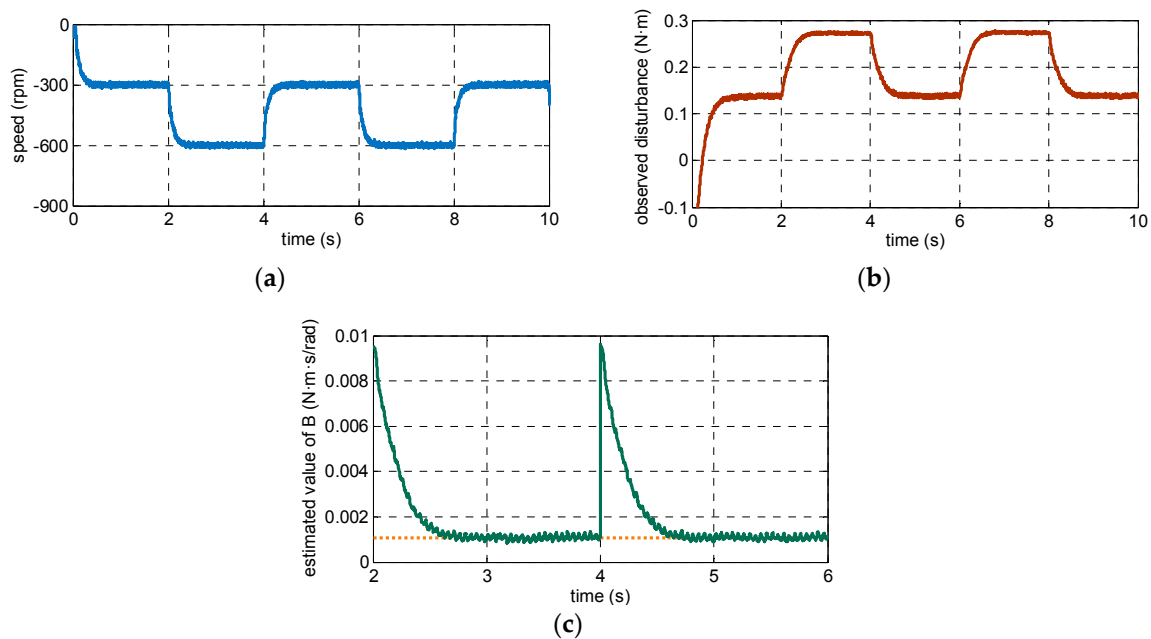 0
-300
-600
-900
speed (rpm)
0 2 4 6 8 10
time (s)
(a)
0.3
0.2
0.1
0
-0.1
observed disturbance (N·m)
0 2 4 6 8 10
time (s)
(b)
0.01
0.008
0.006
0.004
0.002
0
estimated value of B (N·m·s/rad)
2 3 4 5 6
time (s)
(c)